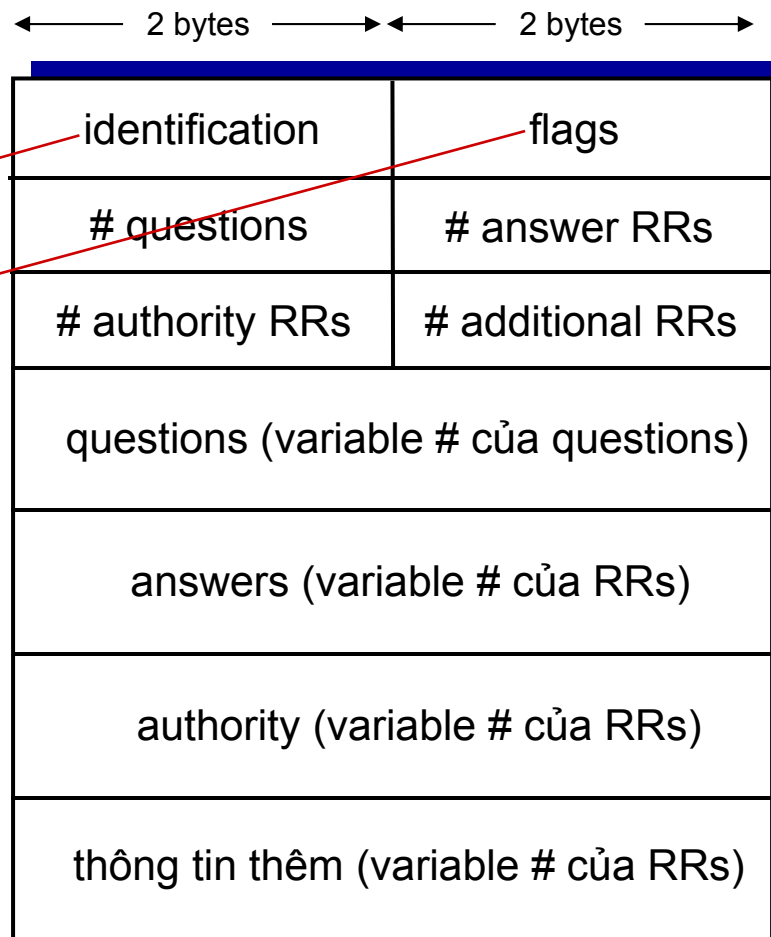 2 bytes 2 bytes
identification flags
# questions # answer RRs
# authority RRs # additional RRs
questions (variable # của questions)
answers (variable # của RRs)
authority (variable # của RRs)
thông tin thêm (variable # của RRs)